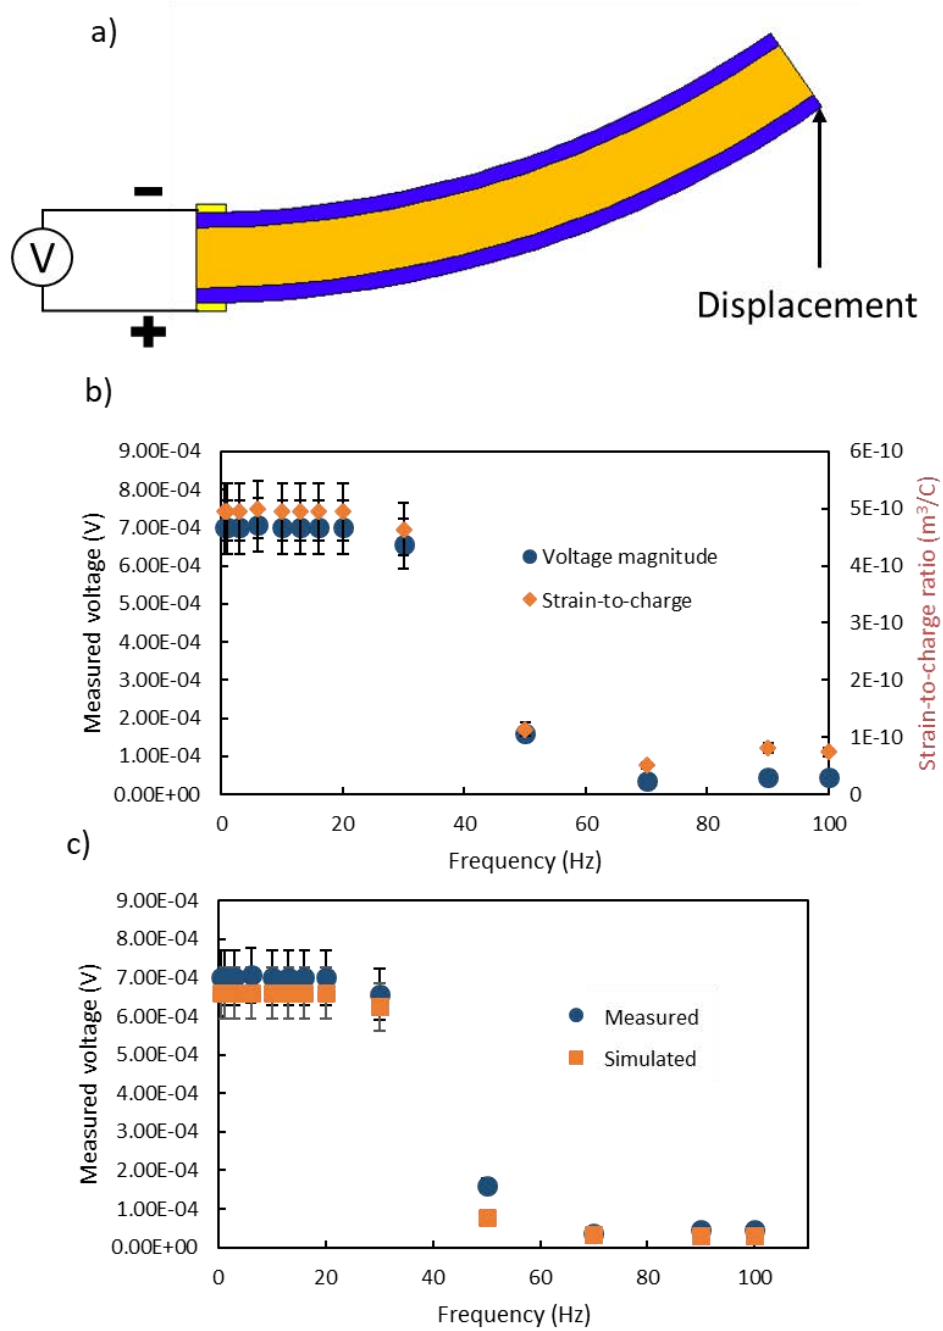 a)
−
V
+
Displacement
b)
9.00E-04
8.00E-04
7.00E-04
6.00E-04
5.00E-04
4.00E-04
3.00E-04
2.00E-04
1.00E-04
0.00E+00
Measured voltage (V)
6E-10
5E-10
4E-10
3E-10
2E-10
1E-10
0
Strain-to-charge ratio (m³/C)
Voltage magnitude
Strain-to-charge
0 20 40 60 80 100
Frequency (Hz)
c)
9.00E-04
8.00E-04
7.00E-04
6.00E-04
5.00E-04
4.00E-04
3.00E-04
2.00E-04
1.00E-04
0.00E+00
Measured voltage (V)
Measured
Simulated
0 20 40 60 80 100
Frequency (Hz)